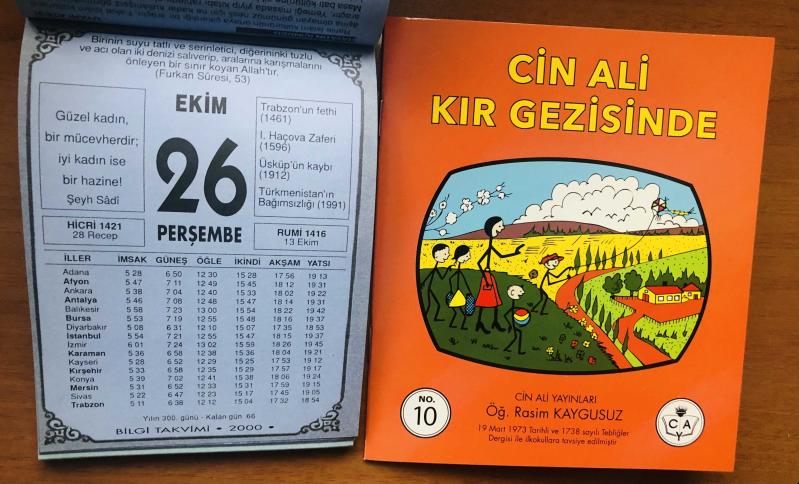 Birinin suyu tatlı ve serinletici, diğerininki tuzlu
ve acı olan iki denizi salıverip, aralarına karışmalarını
önleyen bir sınır koyan Allah'tır.
(Furkan Sûresi, 53)
Güzel kadın,
bir mücevherdir;
iyi kadın ise
bir hazine!
Şeyh Sâdî
EKİM
26
PERŞEMBE
Trabzon'un fethi
(1461)
I. Haçova Zaferi
(1596)
Üsküp'ün kaybı
(1912)
Türkmenistan'ın
Bağımsızlığı (1991)
HİCRİ 1421
28 Recep
RUMİ 1416
13 Ekim
İLLER İMSAK GÜNEŞ ÖĞLE İKİNDİ AKŞAM YATSI
Adana 5 28 6 50 12 30 15 28 17 56 19 13
Afyon 5 47 7 11 12 49 15 45 18 12 19 31
Ankara 5 38 7 04 12 40 15 33 18 02 19 22
Antalya 5 46 7 08 12 48 15 47 18 14 19 31
Balıkesir 5 58 7 23 13 00 15 54 18 22 19 42
Bursa 5 53 7 19 12 55 15 48 18 16 19 37
Diyarbakır 5 08 6 31 12 10 15 07 17 35 18 53
İstanbul 5 54 7 21 12 55 15 47 18 15 19 37
İzmir 6 01 7 24 13 02 15 59 18 26 19 45
Karaman 5 36 6 58 12 38 15 36 18 04 19 21
Kayseri 5 28 6 52 12 29 15 25 17 53 19 12
Kırşehir 5 33 6 58 12 35 15 29 17 57 19 17
Konya 5 39 7 02 12 41 15 38 18 06 19 24
Mersin 5 31 6 52 12 33 15 31 17 59 19 15
Sivas 5 22 6 47 12 23 15 17 17 45 19 05
Trabzon 5 11 6 38 12 12 15 04 17 32 18 54
Yılın 300. günü - Kalan gün 66
BİLGİ TAKVİMİ • 2000 •
CİN ALİ
KIR GEZİSİNDE
NO.
10
CİN ALİ YAYINLARI
Öğ. Rasim KAYGUSUZ
19 Mart 1973 Tarihli ve 1738 sayılı Tebliğler
Dergisi ile ilkokullara tavsiye edilmiştir
C A
Y